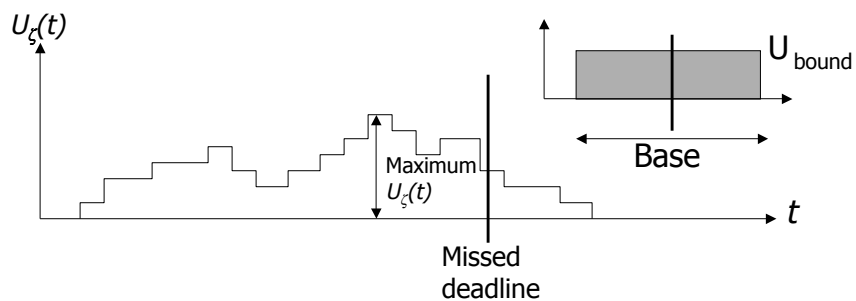 Uζ(t)
U bound
Base
Maximum
Uζ(t)
t
Missed
deadline